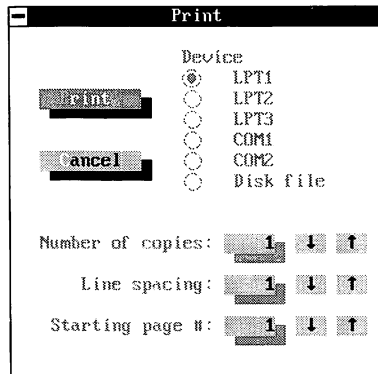 Print
Device
LPT1
Print
LPT2
LPT3
COM1
Cancel
COM2
Disk file
Number of copies: 1 ↓ ↑
Line spacing: 1 ↓ ↑
Starting page #: 1 ↓ ↑